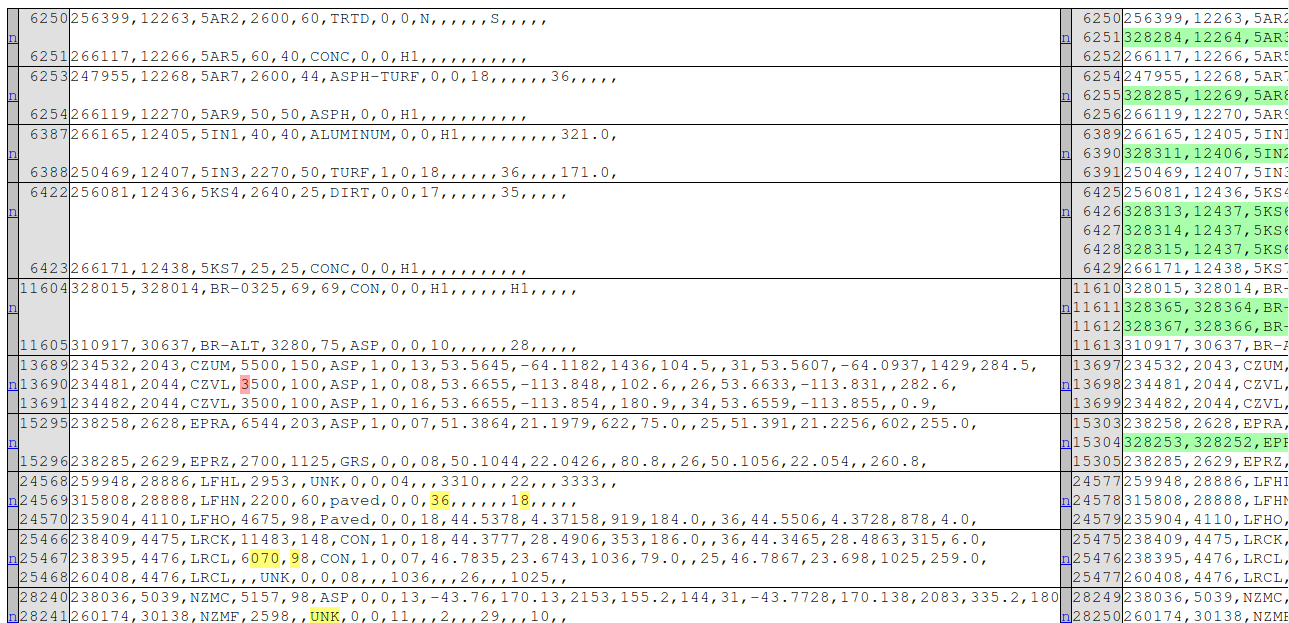 6250 256399,12263,5AR2,2600,60,TRTD,0,0,N,,,,,,S,,,,, 6250 256399,12263,5AR2
n n 6251 328284,12264,5AR3
6251 266117,12266,5AR5,60,40,CONC,0,0,H1,,,,,,,,,,, 6252 266117,12266,5AR5
6253 247955,12268,5AR7,2600,44,ASPH-TURF,0,0,18,,,,,,36,,,,, 6254 247955,12268,5AR7
n n 6255 328285,12269,5AR8
6254 266119,12270,5AR9,50,50,ASPH,0,0,H1,,,,,,,,,,, 6256 266119,12270,5AR9
6387 266165,12405,5IN1,40,40,ALUMINUM,0,0,H1,,,,,,,,,,321.0, 6389 266165,12405,5IN1
n n 6390 328311,12406,5IN2
6388 250469,12407,5IN3,2270,50,TURF,1,0,18,,,,,,36,,,,171.0, 6391 250469,12407,5IN3
6422 256081,12436,5KS4,2640,25,DIRT,0,0,17,,,,,,35,,,,, 6425 256081,12436,5KS4
n n 6426 328313,12437,5KS6
6427 328314,12437,5KS6
6428 328315,12437,5KS6
6423 266171,12438,5KS7,25,25,CONC,0,0,H1,,,,,,,,,,, 6429 266171,12438,5KS7
11604 328015,328014,BR-0325,69,69,CON,0,0,H1,,,,,,H1,,,,, 11610 328015,328014,BR-
n n 11611 328365,328364,BR-
11612 328367,328366,BR-
11605 310917,30637,BR-ALT,3280,75,ASP,0,0,10,,,,,,28,,,,, 11613 310917,30637,BR-A
13689 234532,2043,CZUM,5500,150,ASP,1,0,13,53.5645,-64.1182,1436,104.5,,31,53.5607,-64.0937,1429,284.5, 13697 234532,2043,CZUM,
n 13690 234481,2044,CZVL,3500,100,ASP,1,0,08,53.6655,-113.848,,102.6,,26,53.6633,-113.831,,282.6, n 13698 234481,2044,CZVL,
13691 234482,2044,CZVL,3500,100,ASP,1,0,16,53.6655,-113.854,,180.9,,34,53.6559,-113.855,,0.9, 13699 234482,2044,CZVL,
15295 238258,2628,EPRA,6544,203,ASP,1,0,07,51.3864,21.1979,622,75.0,,25,51.391,21.2256,602,255.0, 15303 238258,2628,EPRA,
n n 15304 328253,328252,EPR
15296 238285,2629,EPRZ,2700,1125,GRS,0,0,08,50.1044,22.0426,,80.8,,26,50.1056,22.054,,260.8, 15305 238285,2629,EPRZ,
24568 259948,28886,LFHL,2953,,UNK,0,0,04,,,3310,,,22,,,3333,, 24577 259948,28886,LFHL
n 24569 315808,28888,LFHN,2200,60,paved,0,0,36,,,,,,18,,,,, n 24578 315808,28888,LFHN
24570 235904,4110,LFHO,4675,98,Paved,0,0,18,44.5378,4.37158,919,184.0,,36,44.5506,4.3728,878,4.0, 24579 235904,4110,LFHO,
25466 238409,4475,LRCK,11483,148,CON,1,0,18,44.3777,28.4906,353,186.0,,36,44.3465,28.4863,315,6.0, 25475 238409,4475,LRCK,
n 25467 238395,4476,LRCL,6070,98,CON,1,0,07,46.7835,23.6743,1036,79.0,,25,46.7867,23.698,1025,259.0, n 25476 238395,4476,LRCL,
25468 260408,4476,LRCL,,,UNK,0,0,08,,,1036,,,26,,,1025,, 25477 260408,4476,LRCL,
28240 238036,5039,NZMC,5157,98,ASP,0,0,13,-43.76,170.13,2153,155.2,144,31,-43.7728,170.138,2083,335.2,180 28249 238036,5039,NZMC,
n 28241 260174,30138,NZMF,2598,,UNK,0,0,11,,,2,,,29,,,10,, n 28250 260174,30138,NZMF